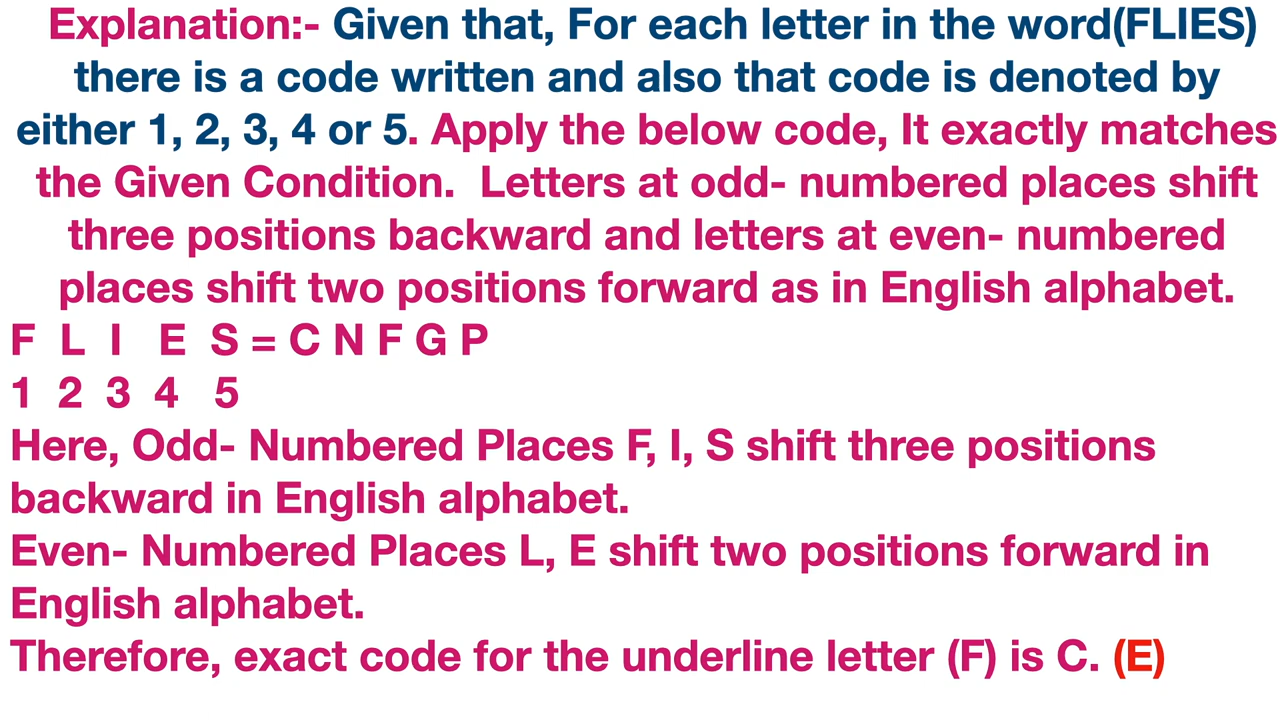 Explanation:- Given that, For each letter in the word(FLIES)
there is a code written and also that code is denoted by
either 1, 2, 3, 4 or 5. Apply the below code, It exactly matches
the Given Condition. Letters at odd- numbered places shift
three positions backward and letters at even- numbered
places shift two positions forward as in English alphabet.
F L I E S = C N F G P
1 2 3 4 5
Here, Odd- Numbered Places F, I, S shift three positions
backward in English alphabet.
Even- Numbered Places L, E shift two positions forward in
English alphabet.
Therefore, exact code for the underline letter (F) is C. (E)